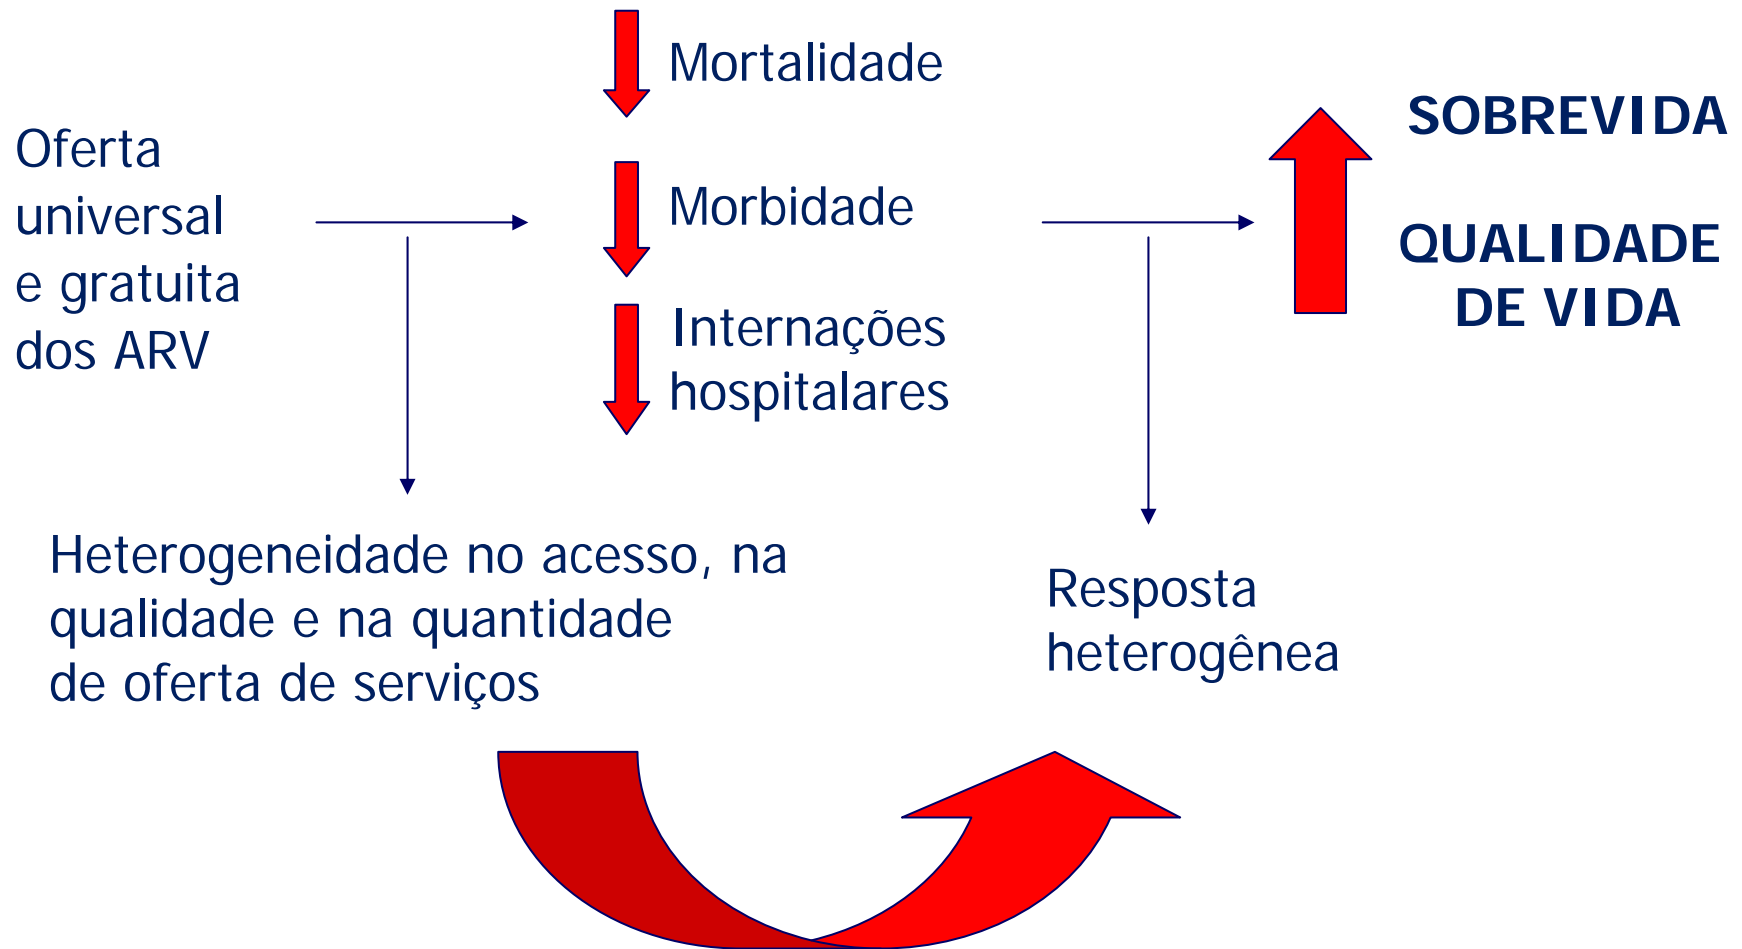 Oferta
universal
e gratuita
dos ARV
Mortalidade
Morbidade
Internações
hospitalares
SOBREVIDA
QUALIDADE
DE VIDA
Heterogeneidade no acesso, na
qualidade e na quantidade
de oferta de serviços
Resposta
heterogênea